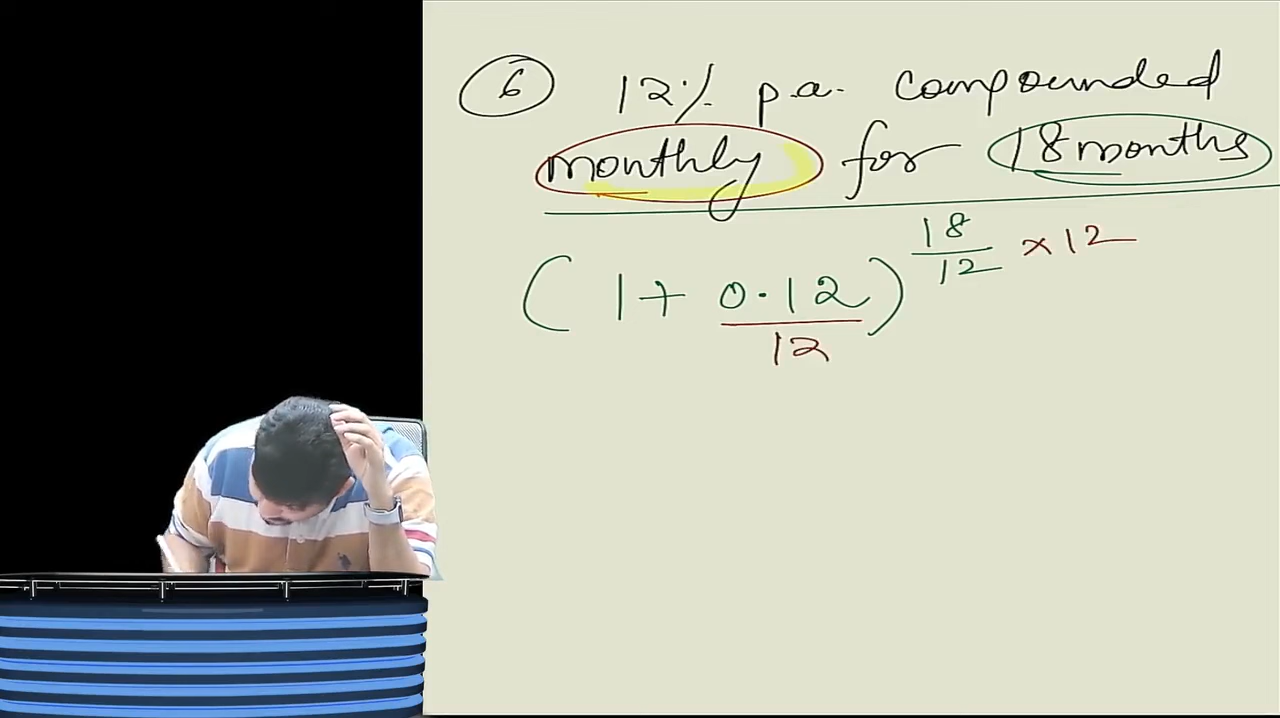 6 12% p.a. compounded
monthly for 18 months
(1 + 0.12/12)^(18/12 × 12)